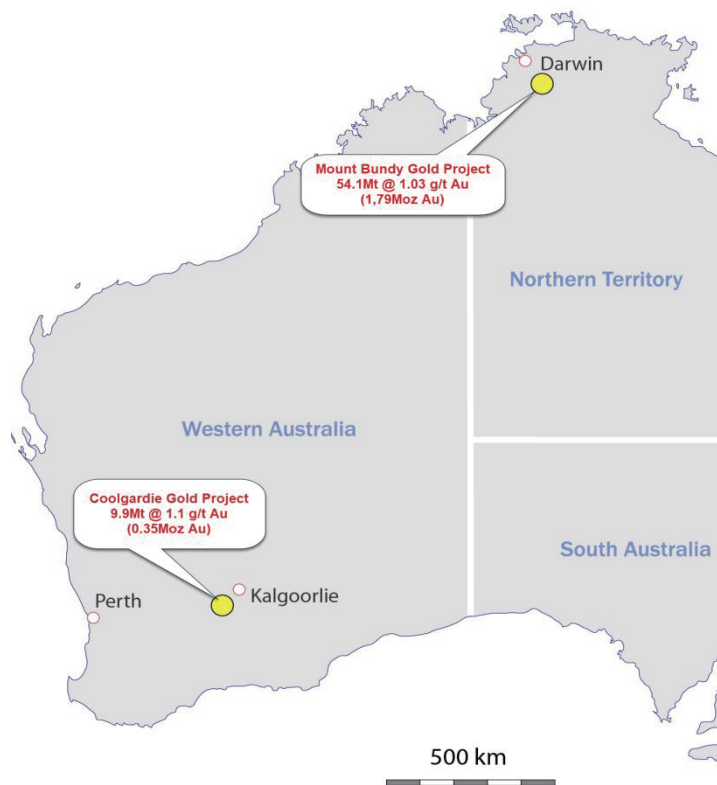 Darwin
Mount Bundy Gold Project
54.1Mt @ 1.03 g/t Au
(1,79Moz Au)
Northern Territory
Western Australia
Coolgardie Gold Project
9.9Mt @ 1.1 g/t Au
(0.35Moz Au)
South Australia
Perth
Kalgoorlie
500 km